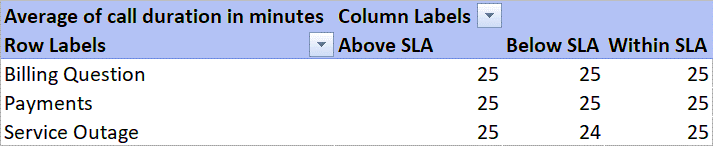 Average of call duration in minutes Column Labels
Row Labels Above SLA Below SLA Within SLA
Billing Question 25 25 25
Payments 25 25 25
Service Outage 25 24 25